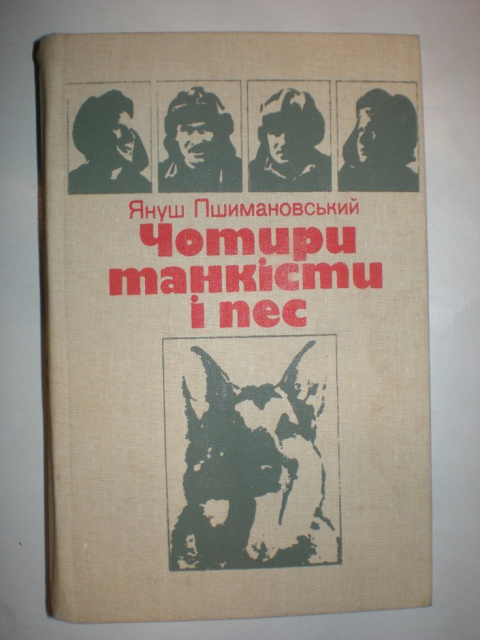 Януш Пшимановський
Чотири
танкісти
і пес